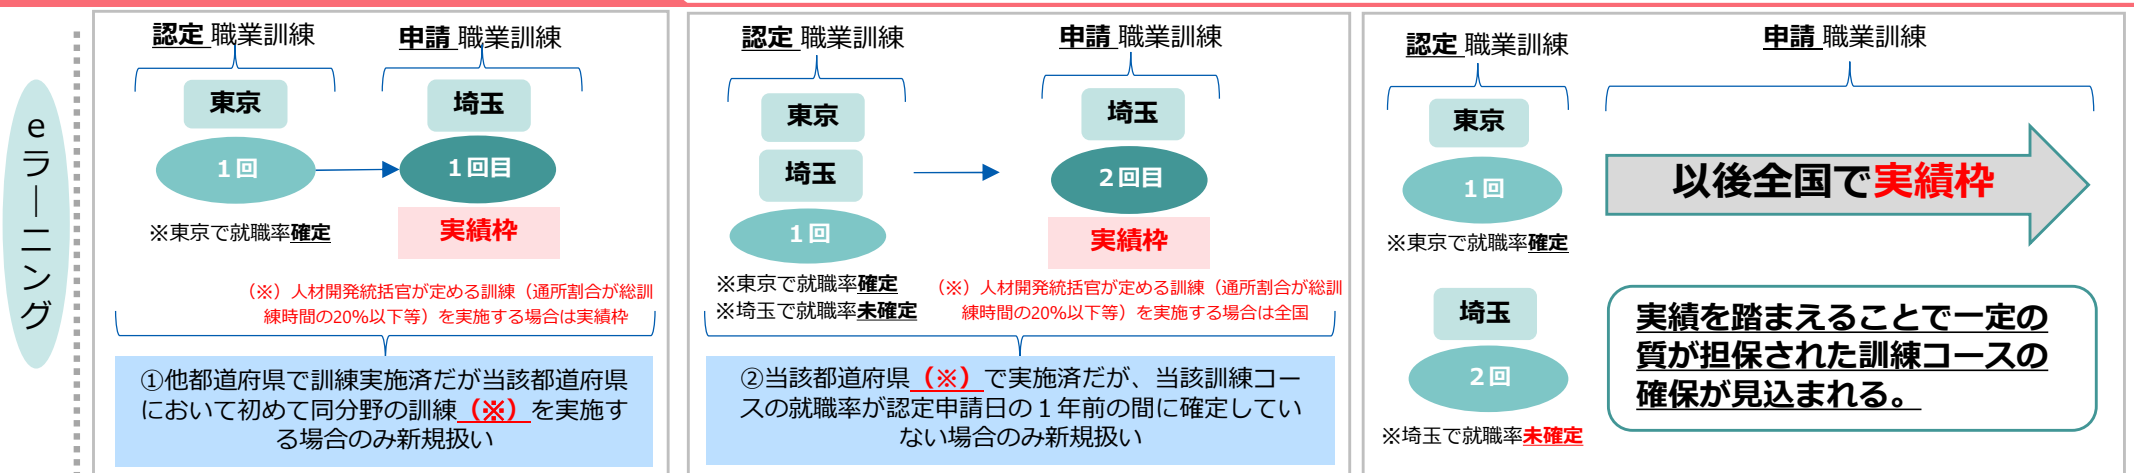 eラーニング
認定 職業訓練
申請 職業訓練
東京
埼玉
1回
1回目
※東京で就職率確定
実績枠
（※）人材開発統括官が定める訓練（通所割合が総訓
練時間の20%以下等）を実施する場合は実績枠
①他都道府県で訓練実施済だが当該都道府県
において初めて同分野の訓練（※）を実施す
る場合のみ新規扱い
認定 職業訓練
申請 職業訓練
東京
埼玉
埼玉
2回目
1回
実績枠
※東京で就職率確定
※埼玉で就職率未確定
（※）人材開発統括官が定める訓練（通所割合が総訓
練時間の20%以下等）を実施する場合は全国
②当該都道府県（※）で実施済だが、当該訓練コー
スの就職率が認定申請日の１年前の間に確定してい
ない場合のみ新規扱い
認定 職業訓練
申請 職業訓練
東京
1回
※東京で就職率確定
以後全国で実績枠
埼玉
2回
※埼玉で就職率未確定
実績を踏まえることで一定の
質が担保された訓練コースの
確保が見込まれる。